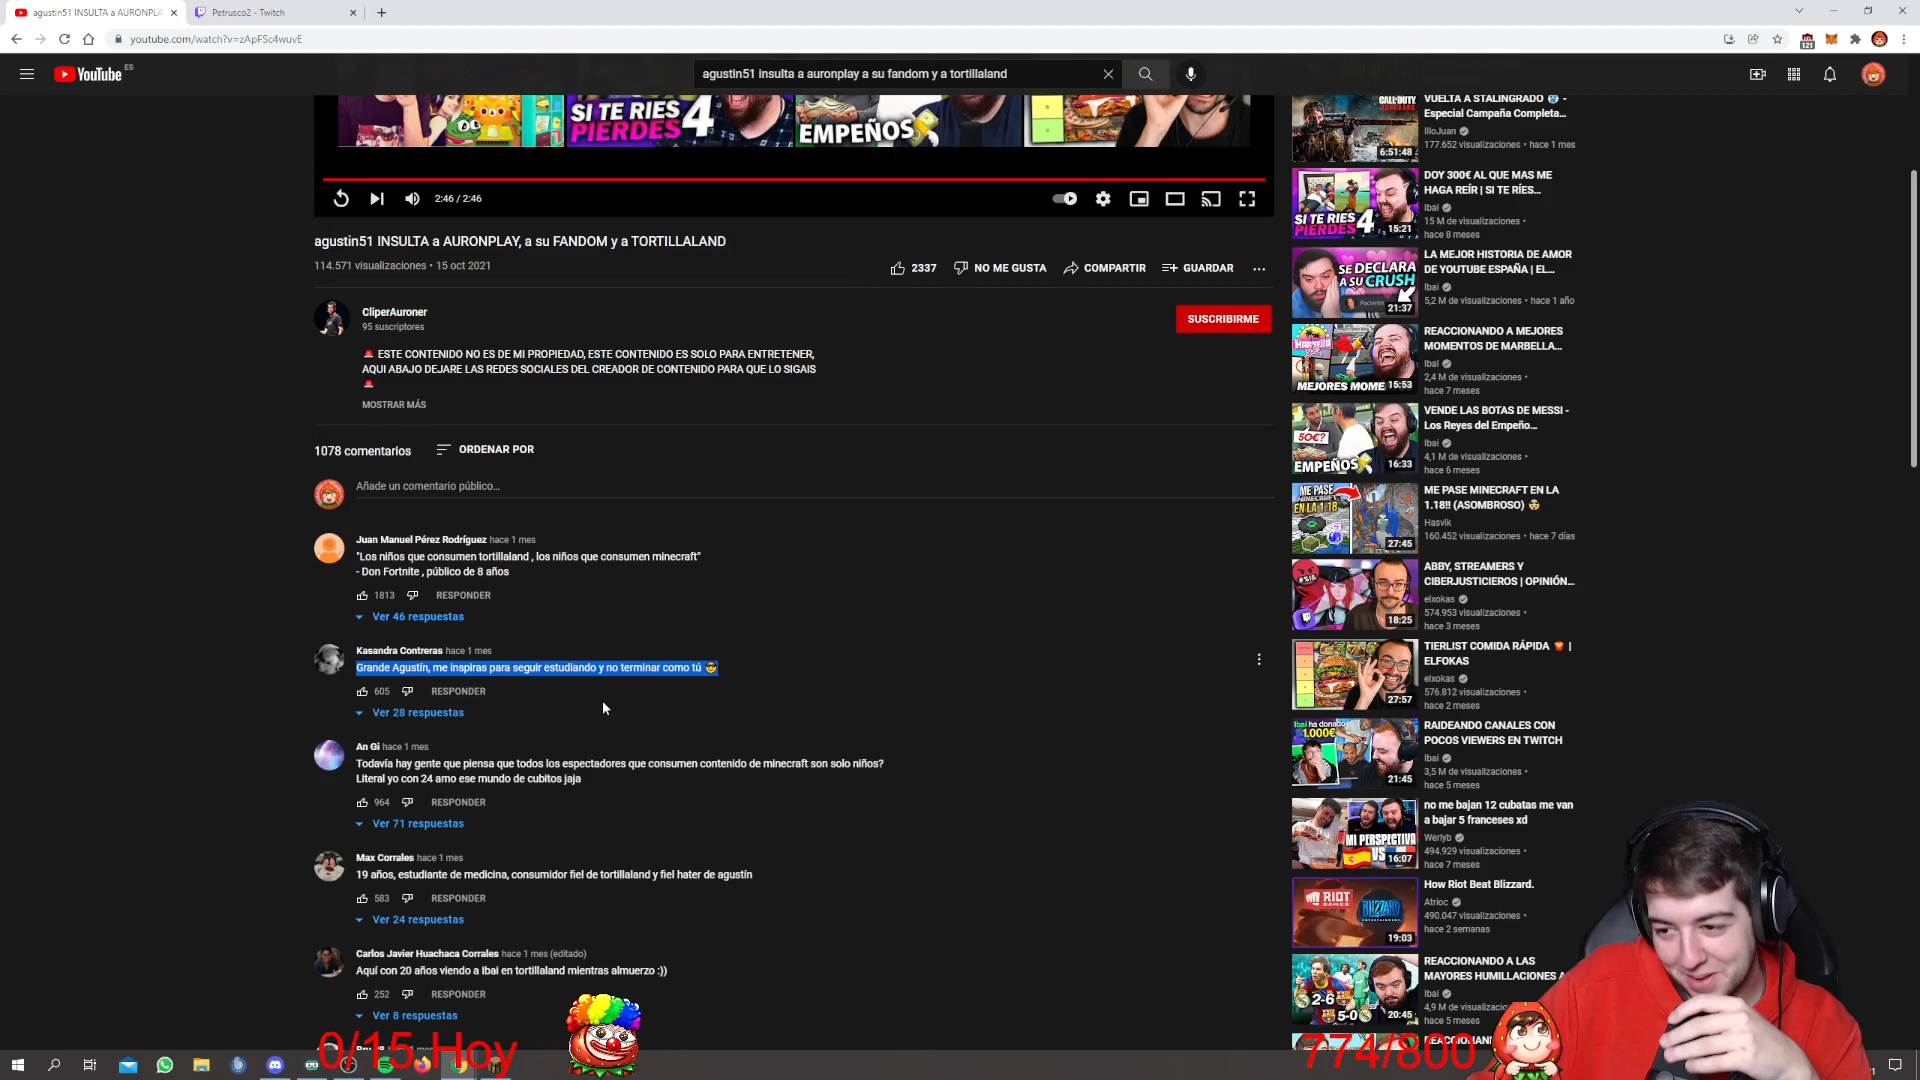 agustin51 INSULTA a AURONPLA
Petrusco2 - Twitch
youtube.com/watch?v=zApFSc4wuvE
121
YouTube ES
agustin51 insulta a auronplay a su fandom y a tortillaland
SI TE RIES
PIERDES 4
EMPEÑOS
2:46 / 2:46
agustin51 INSULTA a AURONPLAY, a su FANDOM y a TORTILLALAND
114.571 visualizaciones • 15 oct 2021
2337
NO ME GUSTA
COMPARTIR
GUARDAR
CliperAuroner
95 suscriptores
SUSCRIBIRME
🚨 ESTE CONTENIDO NO ES DE MI PROPIEDAD, ESTE CONTENIDO ES SOLO PARA ENTRETENER,
AQUI ABAJO DEJARE LAS REDES SOCIALES DEL CREADOR DE CONTENIDO PARA QUE LO SIGAIS
🚨
MOSTRAR MÁS
1078 comentarios
ORDENAR POR
Añade un comentario público...
Juan Manuel Pérez Rodríguez hace 1 mes
"Los niños que consumen tortillaland , los niños que consumen minecraft"
- Don Fortnite , público de 8 años
1813 RESPONDER
Ver 46 respuestas
Kasandra Contreras hace 1 mes
Grande Agustín, me inspiras para seguir estudiando y no terminar como tú 😎
605 RESPONDER
Ver 28 respuestas
An Gi hace 1 mes
Todavía hay gente que piensa que todos los espectadores que consumen contenido de minecraft son solo niños?
Literal yo con 24 amo ese mundo de cubitos jaja
964 RESPONDER
Ver 71 respuestas
Max Corrales hace 1 mes
19 años, estudiante de medicina, consumidor fiel de tortillaland y fiel hater de agustín
583 RESPONDER
Ver 24 respuestas
Carlos Javier Huachaca Corrales hace 1 mes (editado)
Aquí con 20 años viendo a Ibai en tortillaland mientras almuerzo :))
252 RESPONDER
Ver 8 respuestas
0/15 Hoy
774/800
CALL OF DUTY
6:51:48
VUELTA A STALINGRADO 🥶 -
Especial Campaña Completa...
IlloJuan
177.652 visualizaciones • hace 1 mes
SI TE RIES 4
15:21
DOY 300€ AL QUE MAS ME
HAGA REÍR | SI TE RÍES...
Ibai
15 M de visualizaciones •
hace 8 meses
SE DECLARA
A SU CRUSH
Paciente
21:37
LA MEJOR HISTORIA DE AMOR
DE YOUTUBE ESPAÑA | EL...
Ibai
5,2 M de visualizaciones • hace 1 año
MEJORES MOME
15:53
REACCIONANDO A MEJORES
MOMENTOS DE MARBELLA...
Ibai
2,4 M de visualizaciones •
hace 7 meses
50€?
EMPEÑOS
16:33
VENDE LAS BOTAS DE MESSI -
Los Reyes del Empeño...
Ibai
4,1 M de visualizaciones •
hace 6 meses
ME PASE
MINECRAFT
EN LA 1.18
27:45
ME PASE MINECRAFT EN LA
1.18!! (ASOMBROSO) 🤯
Hasvik
160.452 visualizaciones • hace 7 días
18:25
ABBY, STREAMERS Y
CIBERJUSTICIEROS | OPINIÓN...
elxokas
574.953 visualizaciones •
hace 3 meses
27:57
TIERLIST COMIDA RÁPIDA 🍟 |
ELFOKAS
elxokas
576.812 visualizaciones •
hace 2 meses
Ibai ha donado
1.000€
21:45
RAIDEANDO CANALES CON
POCOS VIEWERS EN TWITCH
Ibai
3,5 M de visualizaciones •
hace 5 meses
MI PERSPECTIVA
VS
16:07
no me bajan 12 cubatas me van
a bajar 5 franceses xd
Werlyb
494.929 visualizaciones •
hace 7 meses
RIOT GAMES
BLIZZARD
19:03
How Riot Beat Blizzard.
Atrioc
490.047 visualizaciones •
hace 2 semanas
2-6
5-0
20:45
REACCIONANDO A LAS
MAYORES HUMILLACIONES A
Ibai
4,9 M de visualizacio
hace 5 meses